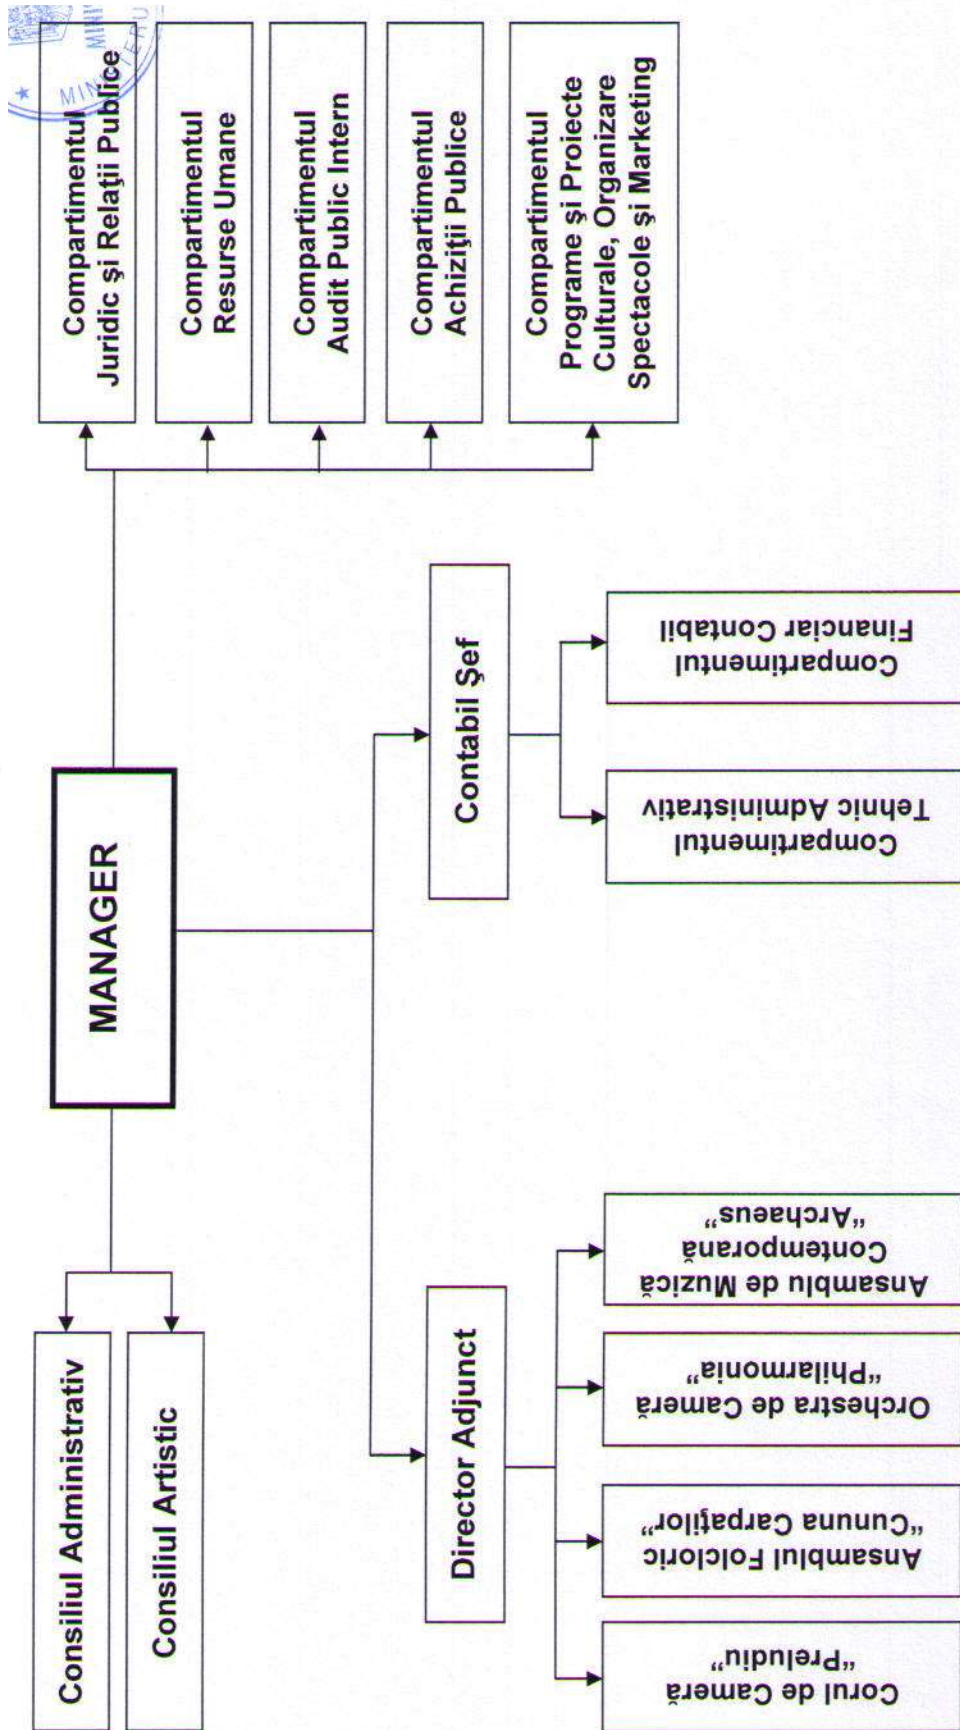 MANAGER
Consiliul Administrativ
Consiliul Artistic
Compartimentul
Juridic şi Relaţii Publice
Compartimentul
Resurse Umane
Compartimentul
Audit Public Intern
Compartimentul
Achiziţii Publice
Compartimentul
Programe şi Proiecte
Culturale, Organizare
Spectacole şi Marketing
Director Adjunct
Contabil Şef
Corul de Cameră
“Preludiu”
Ansamblul Folcloric
“Cununa Carpaţilor”
Orchestra de Cameră
“Philarmonia”
Ansamblu de Muzică
Contemporană
“Archaeus”
Compartimentul
Tehnic Administrativ
Compartimentul
Financiar Contabil